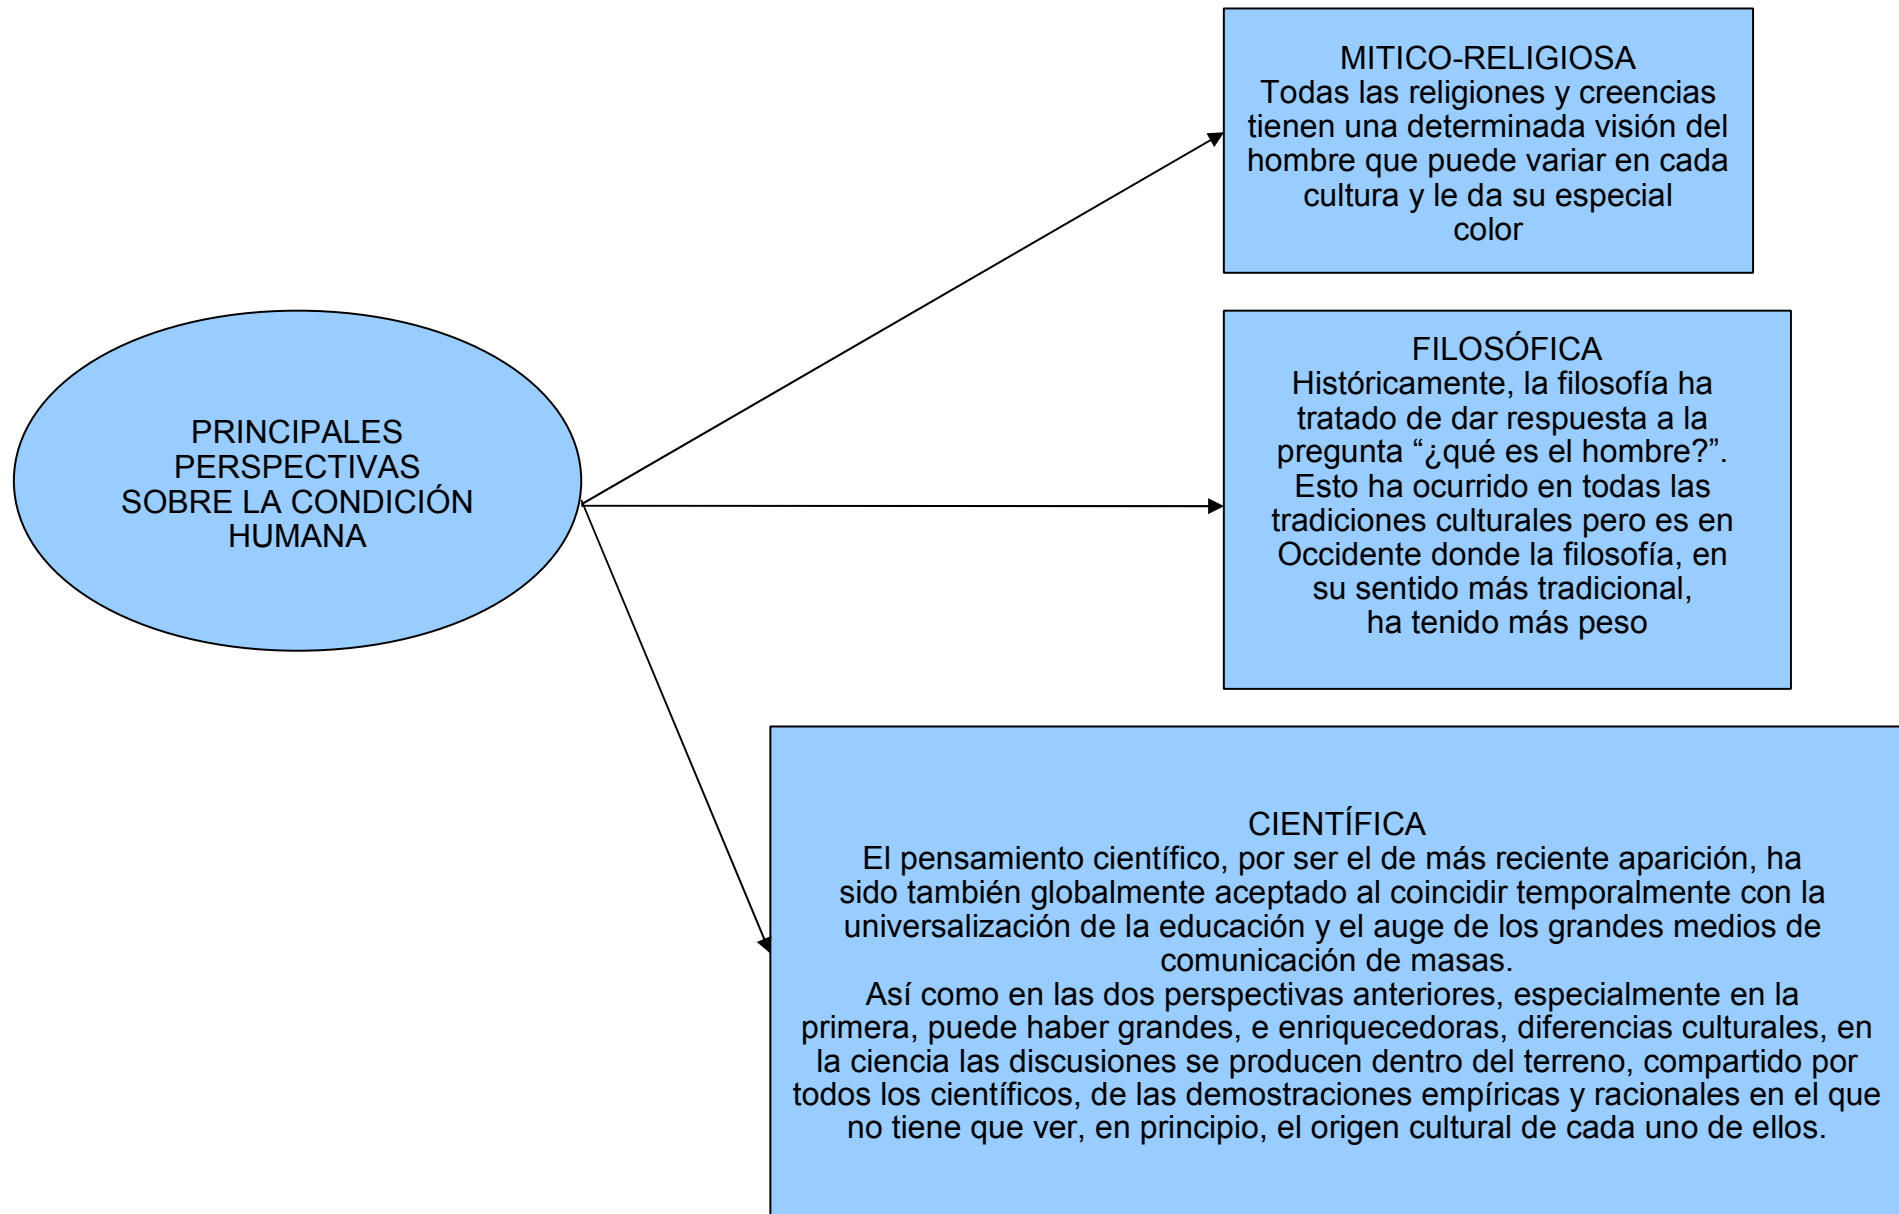 PRINCIPALES
PERSPECTIVAS
SOBRE LA CONDICIÓN
HUMANA
MITICO-RELIGIOSA
Todas las religiones y creencias
tienen una determinada visión del
hombre que puede variar en cada
cultura y le da su especial
color
FILOSÓFICA
Históricamente, la filosofía ha
tratado de dar respuesta a la
pregunta “¿qué es el hombre?”.
Esto ha ocurrido en todas las
tradiciones culturales pero es en
Occidente donde la filosofía, en
su sentido más tradicional,
ha tenido más peso
CIENTÍFICA
El pensamiento científico, por ser el de más reciente aparición, ha
sido también globalmente aceptado al coincidir temporalmente con la
universalización de la educación y el auge de los grandes medios de
comunicación de masas.
Así como en las dos perspectivas anteriores, especialmente en la
primera, puede haber grandes, e enriquecedoras, diferencias culturales, en
la ciencia las discusiones se producen dentro del terreno, compartido por
todos los científicos, de las demostraciones empíricas y racionales en el que
no tiene que ver, en principio, el origen cultural de cada uno de ellos.